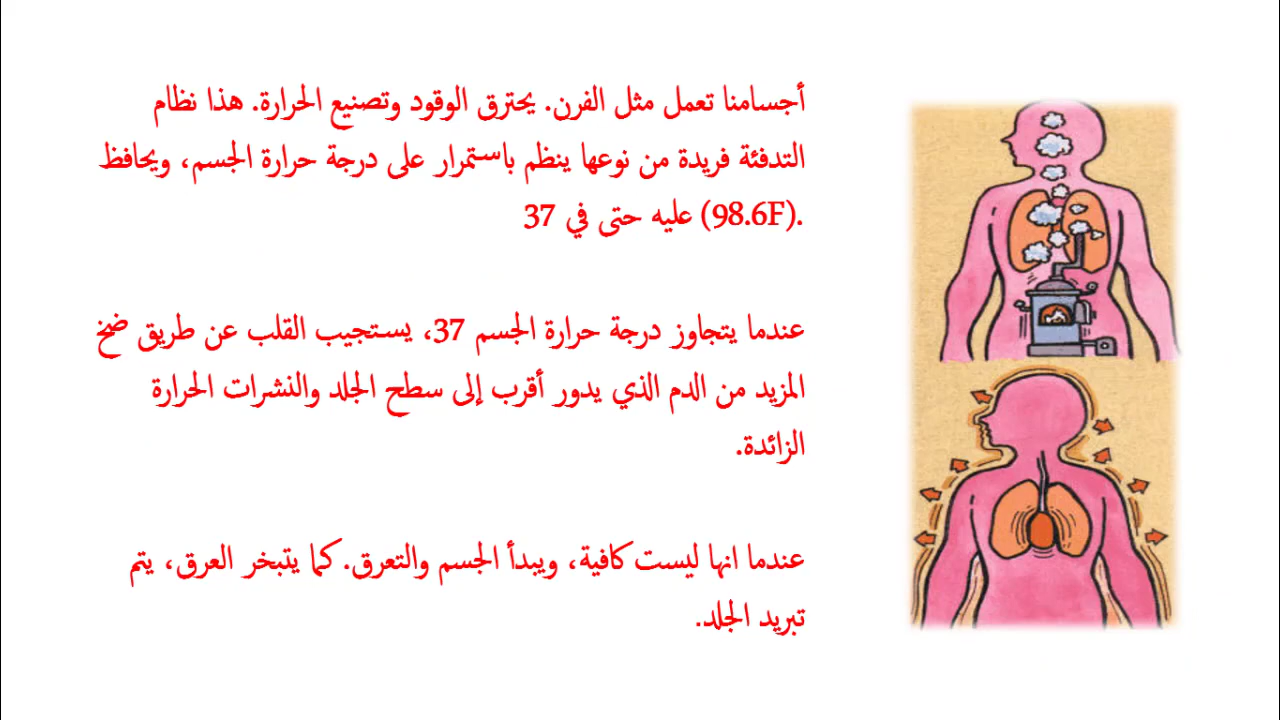 أجسامنا تعمل مثل الفرن. يحترق الوقود وتصنيع الحرارة. هذا نظام
التدفئة فريدة من نوعها ينظم باستمرار على درجة حرارة الجسم، ويحافظ
.(98.6F) عليه حتى في 37
عندما يتجاوز درجة حرارة الجسم 37، يستجيب القلب عن طريق ضخ
المزيد من الدم الذي يدور أقرب إلى سطح الجلد والنشرات الحرارة
الزائدة.
عندما انها ليست كافية، ويبدأ الجسم والتعرق. كما يتبخر العرق، يتم
تبريد الجلد.